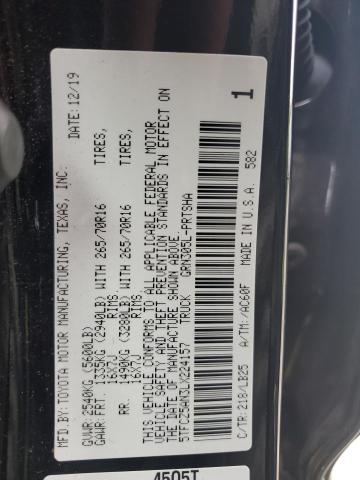 MFD.BY:TOYOTA MOTOR MANUFACTURING, TEXAS, INC. DATE:12/19
GVWR:2540KG (5600LB)
GAWR:FRT. 1335KG (2940LB) WITH 265/70R16 TIRES,
16X7J RIMS
RR. 1490KG (3280LB) WITH 265/70R16 TIRES,
16X7J RIMS
THIS VEHICLE CONFORMS TO ALL APPLICABLE FEDERAL MOTOR
VEHICLE SAFETY AND THEFT PREVENTION STANDARDS IN EFFECT ON
THE DATE OF MANUFACTURE SHOWN ABOVE.
5TFCZ5AN3LX224157 TRUCK GRN305L-PRTSHA
1
582
C/TR:218/LB25 A/TM:-/AC60F MADE IN U.S.A.
4505T